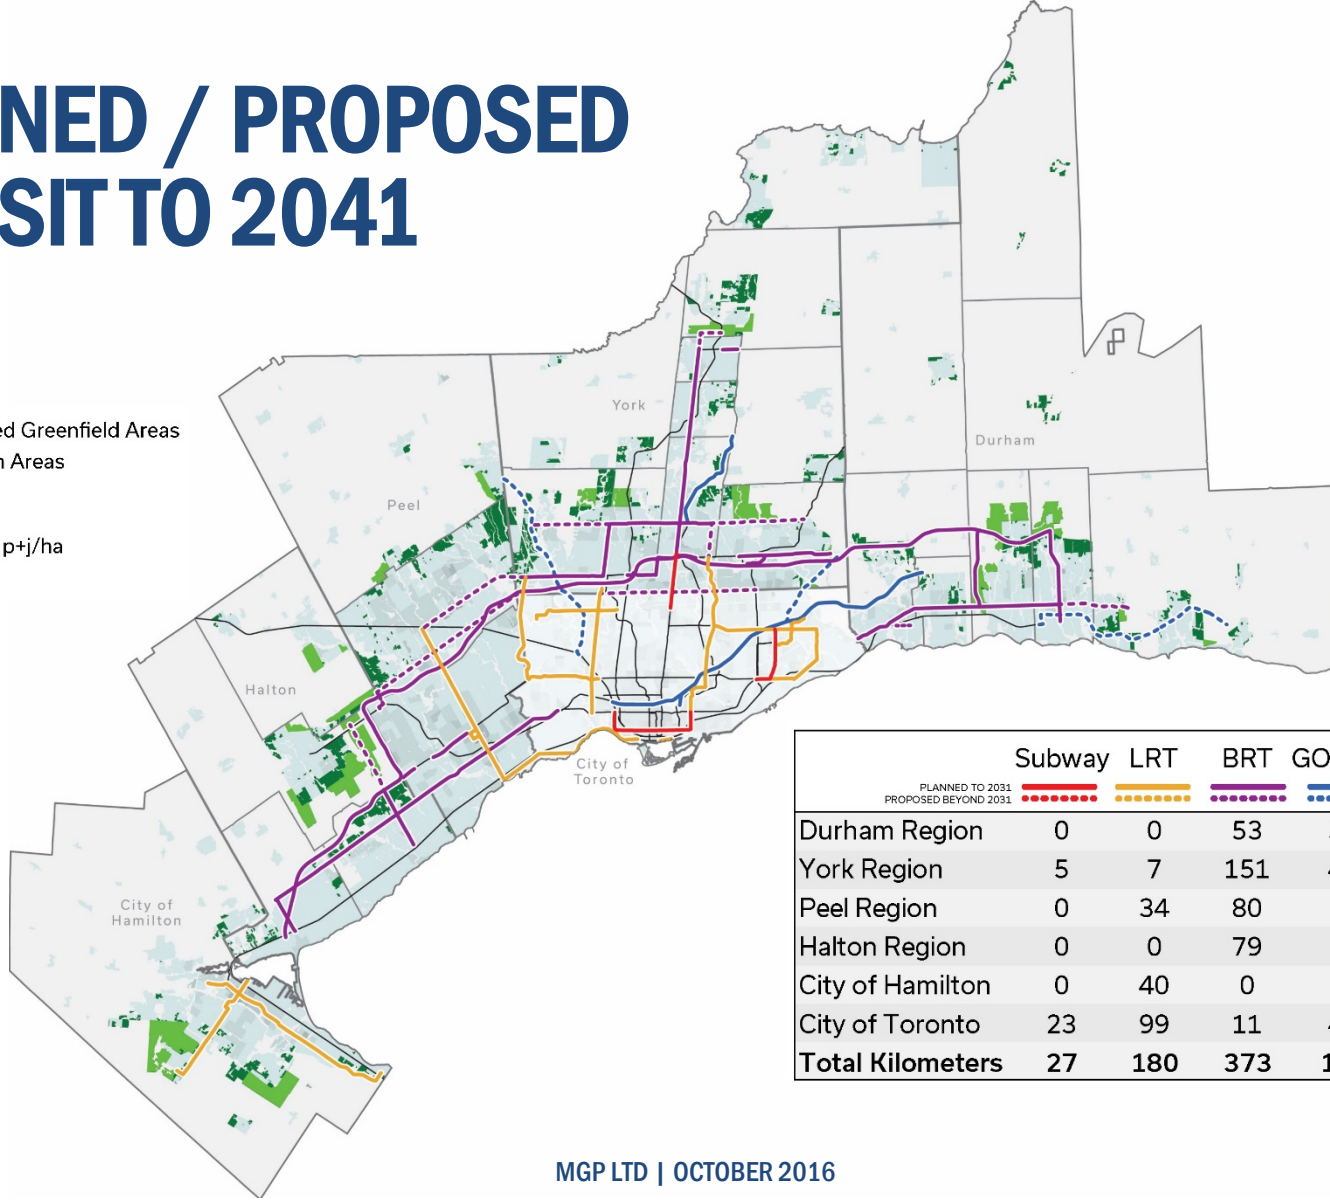 NED / PROPOSED
SIT TO 2041
ed Greenfield Areas
Areas
p+j/ha
York
Durham
Peel
Halton
City of
Toronto
City of
Hamilton
Subway LRT BRT GO
PLANNED TO 2031
PROPOSED BEYOND 2031
Durham Region 0 0 53
York Region 5 7 151
Peel Region 0 34 80
Halton Region 0 0 79
City of Hamilton 0 40 0
City of Toronto 23 99 11
Total Kilometers 27 180 373 1
MGP LTD | OCTOBER 2016